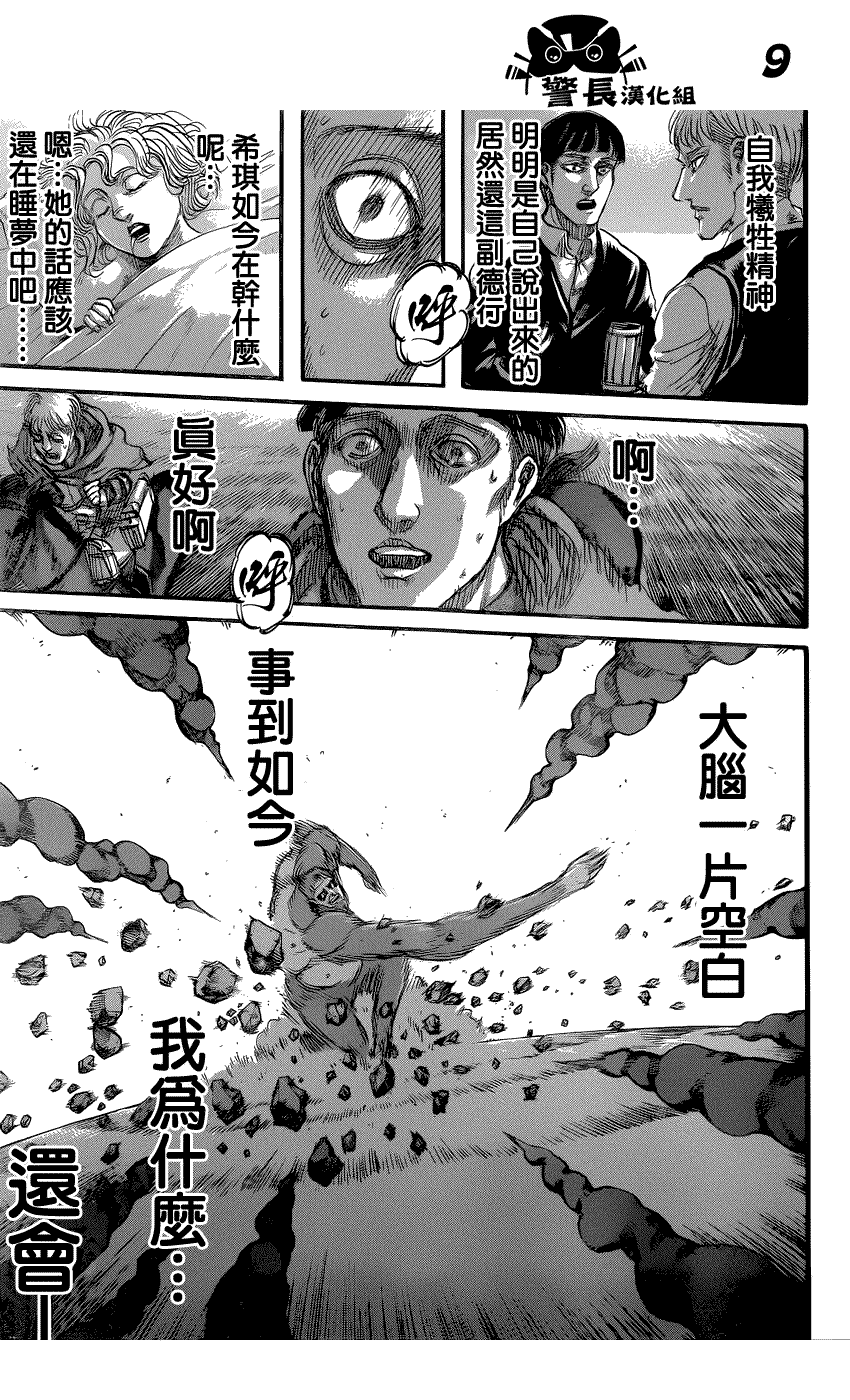 9
警長漢化組
自我犧牲精神
明明是自己說出來的
居然還這副德行
呼
希琪如今在幹什麼
呢…
嗯…她的話應該
還在睡夢中吧……
啊…
真好啊
呼
大腦一片空白
事到如今
我為什麼…
還會—